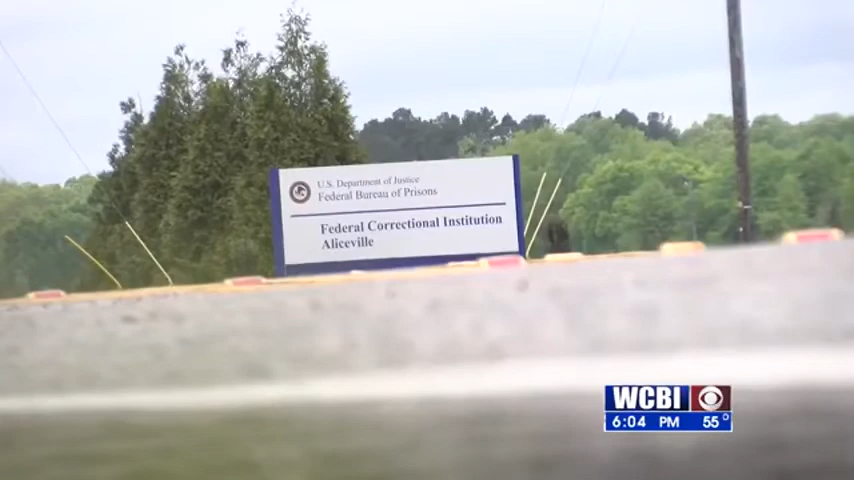 U.S. Department of Justice
Federal Bureau of Prisons
Federal Correctional Institution
Aliceville
WCBI
6:04 PM 55°